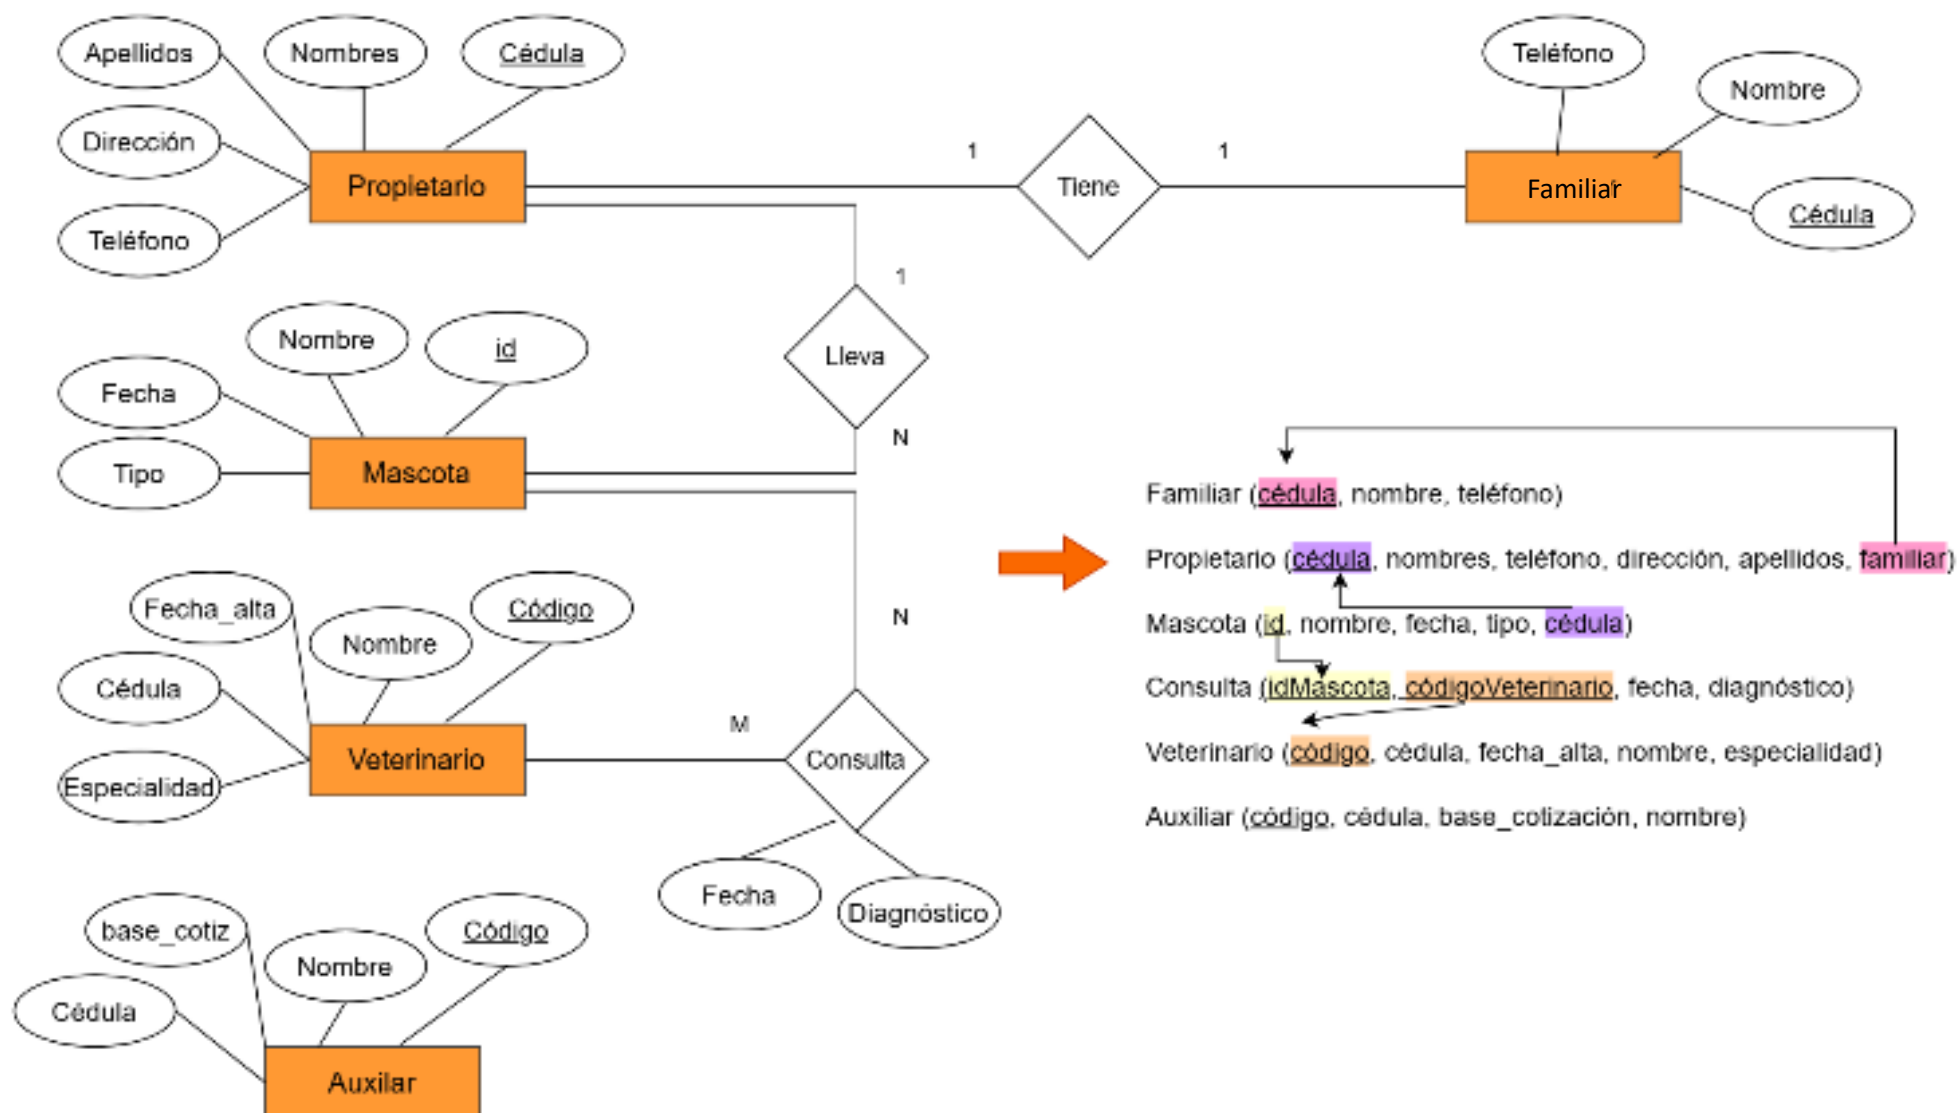 Apellidos
Nombres
Cédula
Dirección
Teléfono
Propietario
1
Tiene
1
Teléfono
Nombre
Familiar
Cédula
1
Lleva
N
Nombre
id
Fecha
Tipo
Mascota
N
Fecha_alta
Nombre
Código
Cédula
Especialidad
Veterinario
M
Consulta
Fecha
Diagnóstico
base_cotiz
Nombre
Código
Cédula
Auxilar
Familiar (cédula, nombre, teléfono)
Propietario (cédula, nombres, teléfono, dirección, apellidos, familiar)
Mascota (id, nombre, fecha, tipo, cédula)
Consulta (idMascota, códigoVeterinario, fecha, diagnóstico)
Veterinario (código, cédula, fecha_alta, nombre, especialidad)
Auxiliar (código, cédula, base_cotización, nombre)